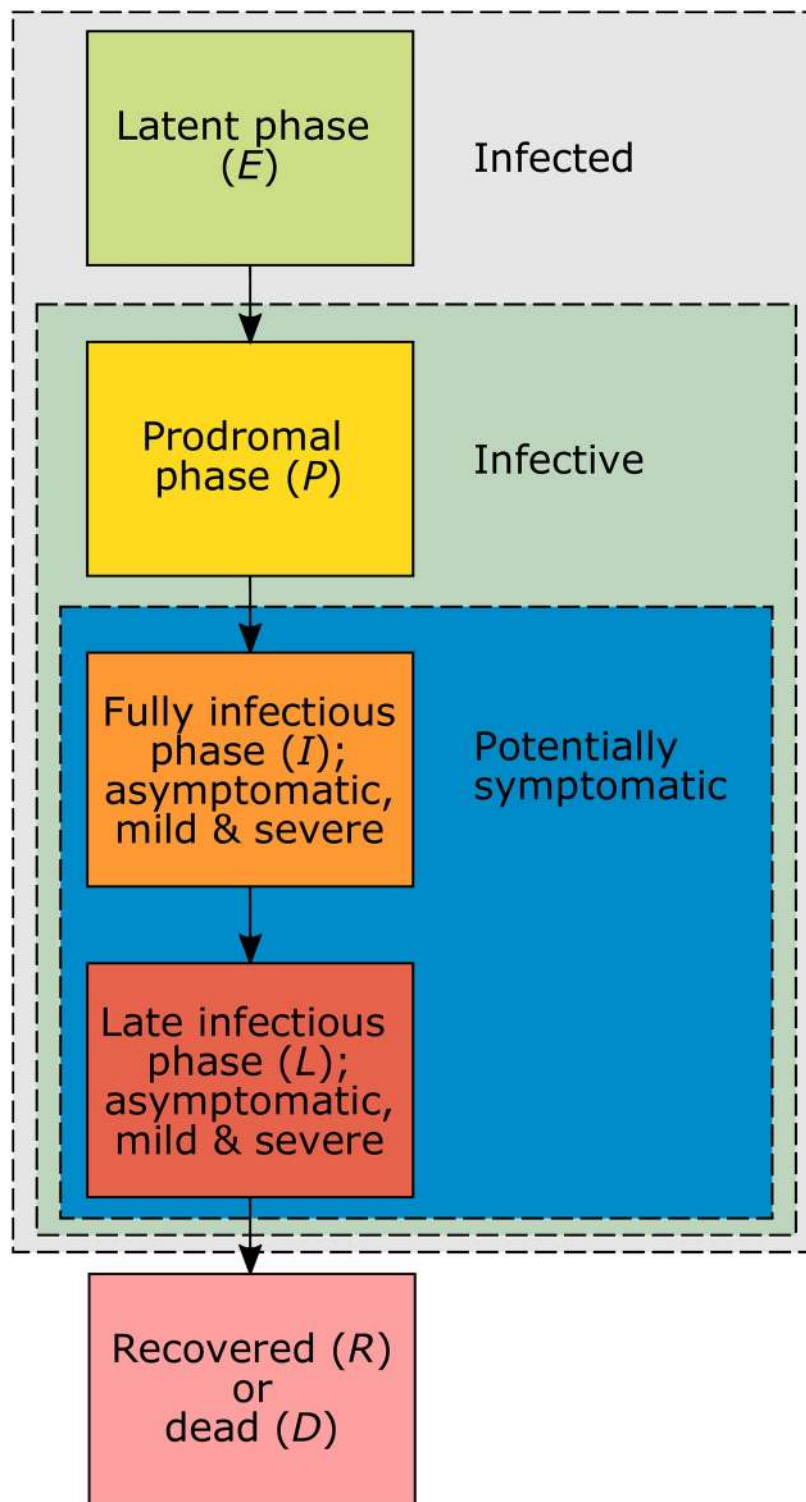 Latent phase
(E)
Infected
Prodromal
phase (P)
Infective
Fully infectious
phase (I);
asymptomatic,
mild & severe
Potentially
symptomatic
Late infectious
phase (L);
asymptomatic,
mild & severe
Recovered (R)
or
dead (D)